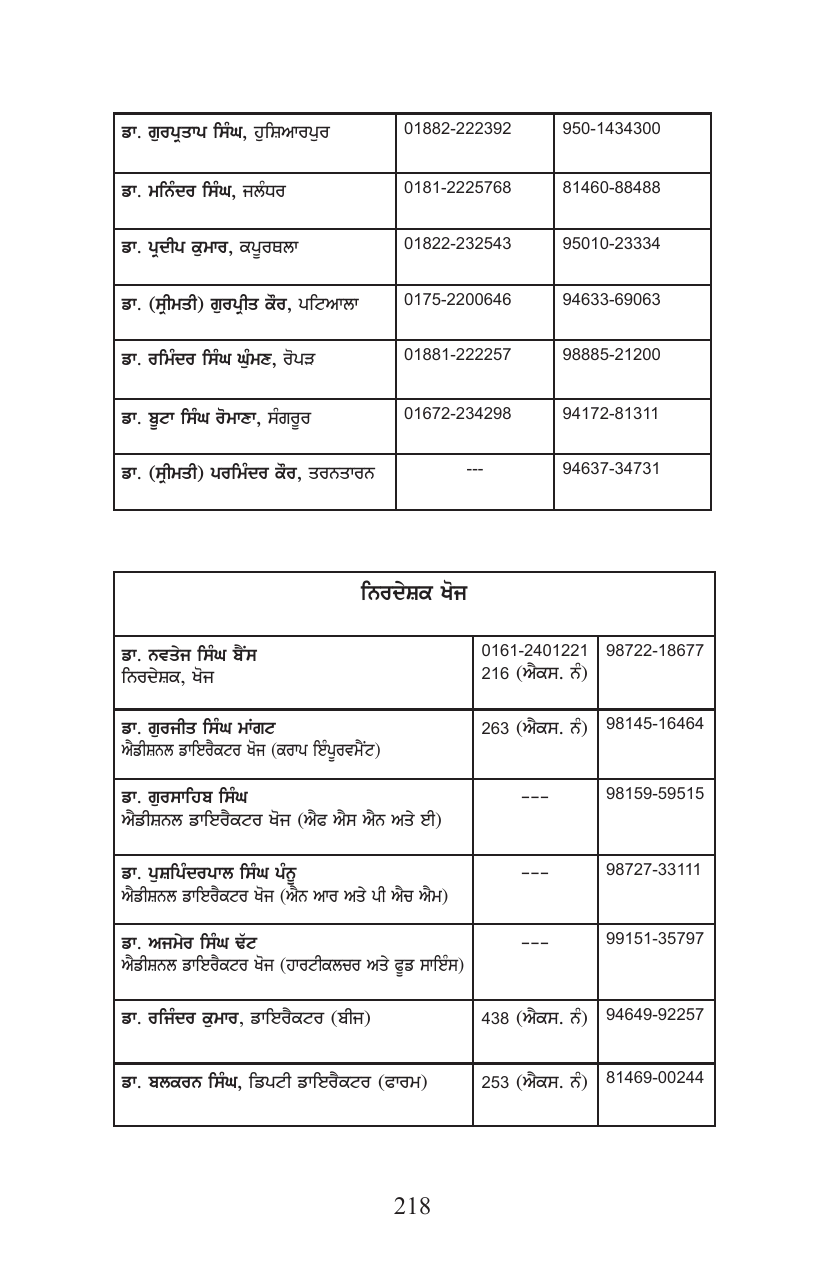 ਡਾ. ਗੁਰਪ੍ਰਤਾਪ ਸਿੰਘ, ਹੁਸ਼ਿਆਰਪੁਰ 01882-222392 950-1434300
ਡਾ. ਮਨਿੰਦਰ ਸਿੰਘ, ਜਲੰਧਰ 0181-2225768 81460-88488
ਡਾ. ਪ੍ਰਦੀਪ ਕੁਮਾਰ, ਕਪੂਰਥਲਾ 01822-232543 95010-23334
ਡਾ. (ਸ੍ਰੀਮਤੀ) ਗੁਰਪ੍ਰੀਤ ਕੌਰ, ਪਟਿਆਲਾ 0175-2200646 94633-69063
ਡਾ. ਰਮਿੰਦਰ ਸਿੰਘ ਘੁੰਮਣ, ਰੋਪੜ 01881-222257 98885-21200
ਡਾ. ਬੂਟਾ ਸਿੰਘ ਰੋਮਾਣਾ, ਸੰਗਰੂਰ 01672-234298 94172-81311
ਡਾ. (ਸ੍ਰੀਮਤੀ) ਪਰਮਿੰਦਰ ਕੌਰ, ਤਰਨਤਾਰਨ --- 94637-34731
ਨਿਰਦੇਸ਼ਕ ਖੋਜ
ਡਾ. ਨਵਤੇਜ ਸਿੰਘ ਬੈਂਸ 0161-2401221 98722-18677
ਨਿਰਦੇਸ਼ਕ, ਖੋਜ 216 (ਐਕਸ. ਨੰ)
ਡਾ. ਗੁਰਜੀਤ ਸਿੰਘ ਮਾਂਗਟ 263 (ਐਕਸ. ਨੰ) 98145-16464
ਐਡੀਸ਼ਨਲ ਡਾਇਰੈਕਟਰ ਖੋਜ (ਕਰਾਪ ਇੰਪੂਰਵਮੈਂਟ)
ਡਾ. ਗੁਰਸਾਹਿਬ ਸਿੰਘ --- 98159-59515
ਐਡੀਸ਼ਨਲ ਡਾਇਰੈਕਟਰ ਖੋਜ (ਐਫ ਐਸ ਐਨ ਅਤੇ ਈ)
ਡਾ. ਪੁਸ਼ਪਿੰਦਰਪਾਲ ਸਿੰਘ ਪੰਨੂ --- 98727-33111
ਐਡੀਸ਼ਨਲ ਡਾਇਰੈਕਟਰ ਖੋਜ (ਐਨ ਆਰ ਅਤੇ ਪੀ ਐਚ ਐਮ)
ਡਾ. ਅਜਮੇਰ ਸਿੰਘ ਢੱਟ --- 99151-35797
ਐਡੀਸ਼ਨਲ ਡਾਇਰੈਕਟਰ ਖੋਜ (ਹਾਰਟੀਕਲਚਰ ਅਤੇ ਫੂਡ ਸਾਇੰਸ)
ਡਾ. ਰਜਿੰਦਰ ਕੁਮਾਰ, ਡਾਇਰੈਕਟਰ (ਬੀਜ) 438 (ਐਕਸ. ਨੰ) 94649-92257
ਡਾ. ਬਲਕਰਨ ਸਿੰਘ, ਡਿਪਟੀ ਡਾਇਰੈਕਟਰ (ਫਾਰਮ) 253 (ਐਕਸ. ਨੰ) 81469-00244
218